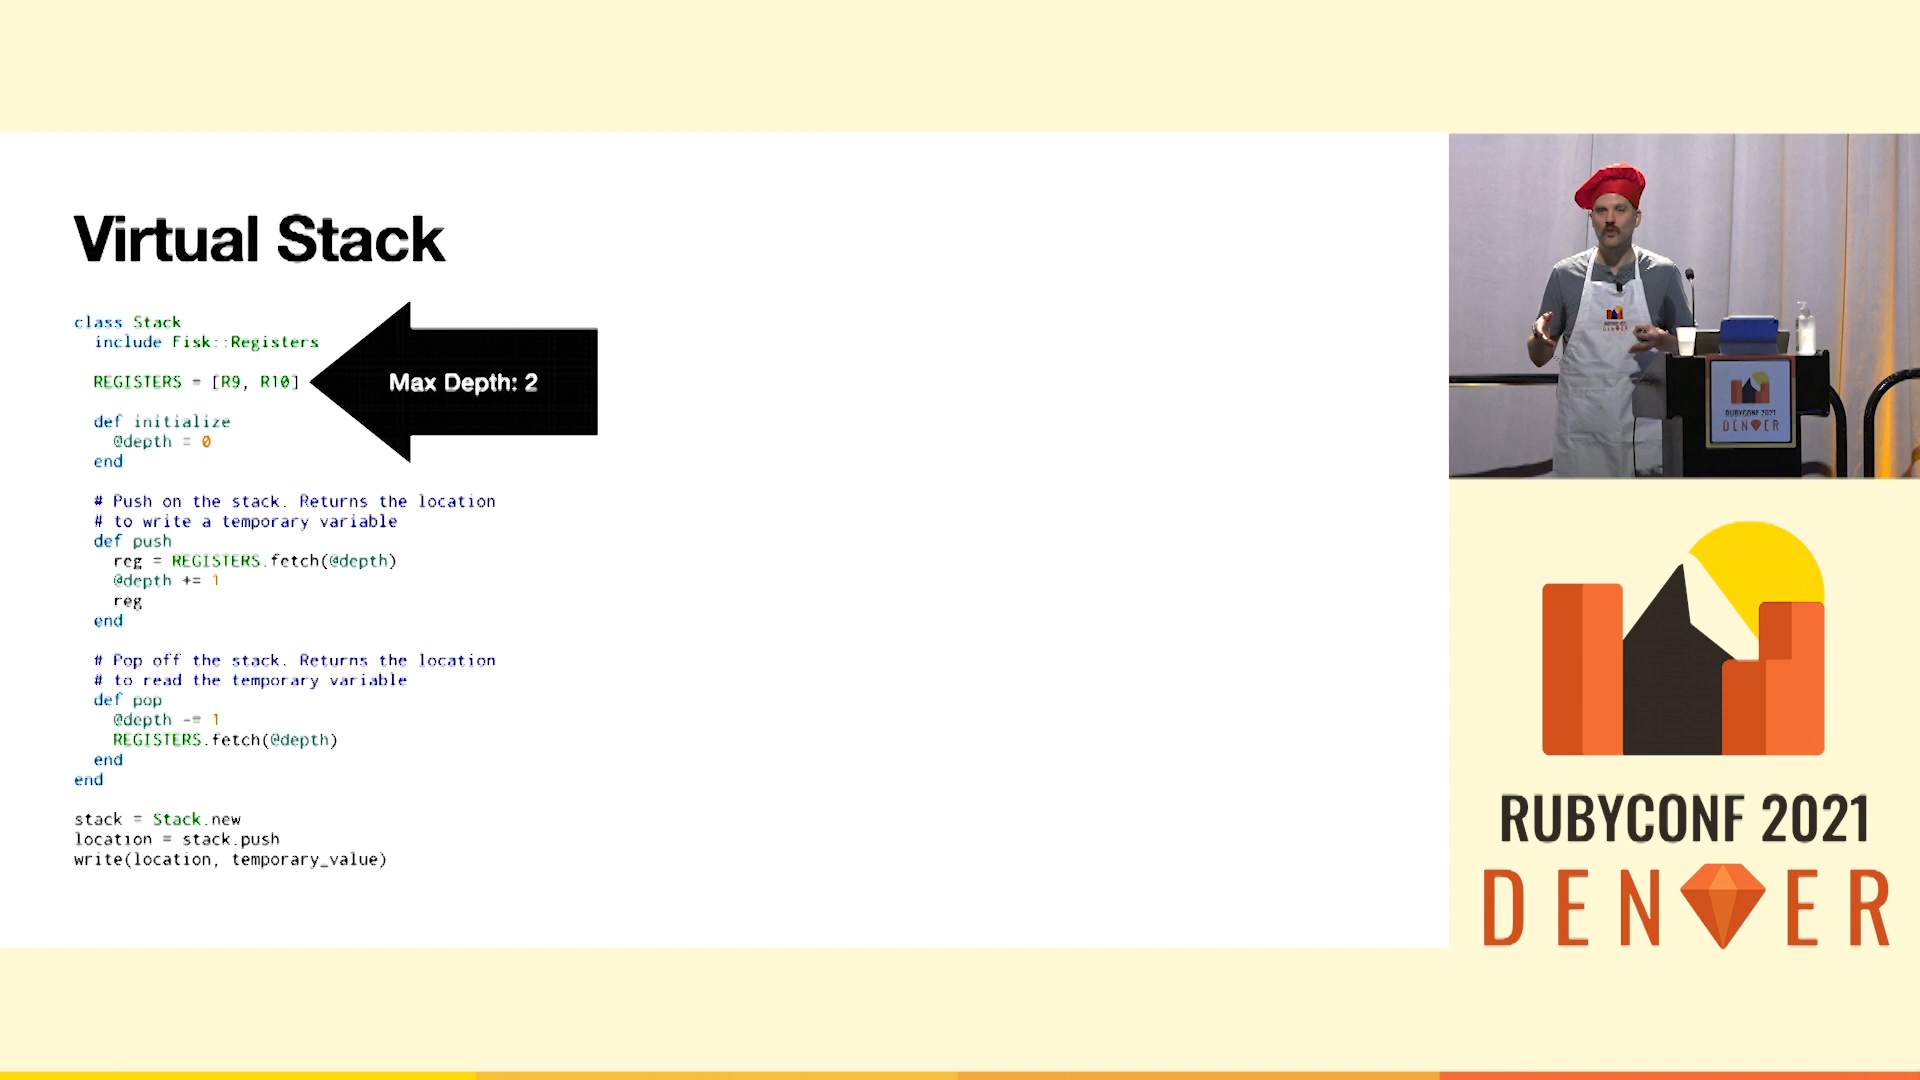 Virtual Stack
class Stack
include Fisk::Registers
REGISTERS = [R9, R10]
Max Depth: 2
def initialize
@depth = 0
end
# Push on the stack. Returns the location
# to write a temporary variable
def push
reg = REGISTERS.fetch(@depth)
@depth += 1
reg
end
# Pop off the stack. Returns the location
# to read the temporary variable
def pop
@depth -= 1
REGISTERS.fetch(@depth)
end
end
stack = Stack.new
location = stack.push
write(location, temporary_value)
RUBYCONF 2021
DENVER
RUBYCONF 2021
DENVER